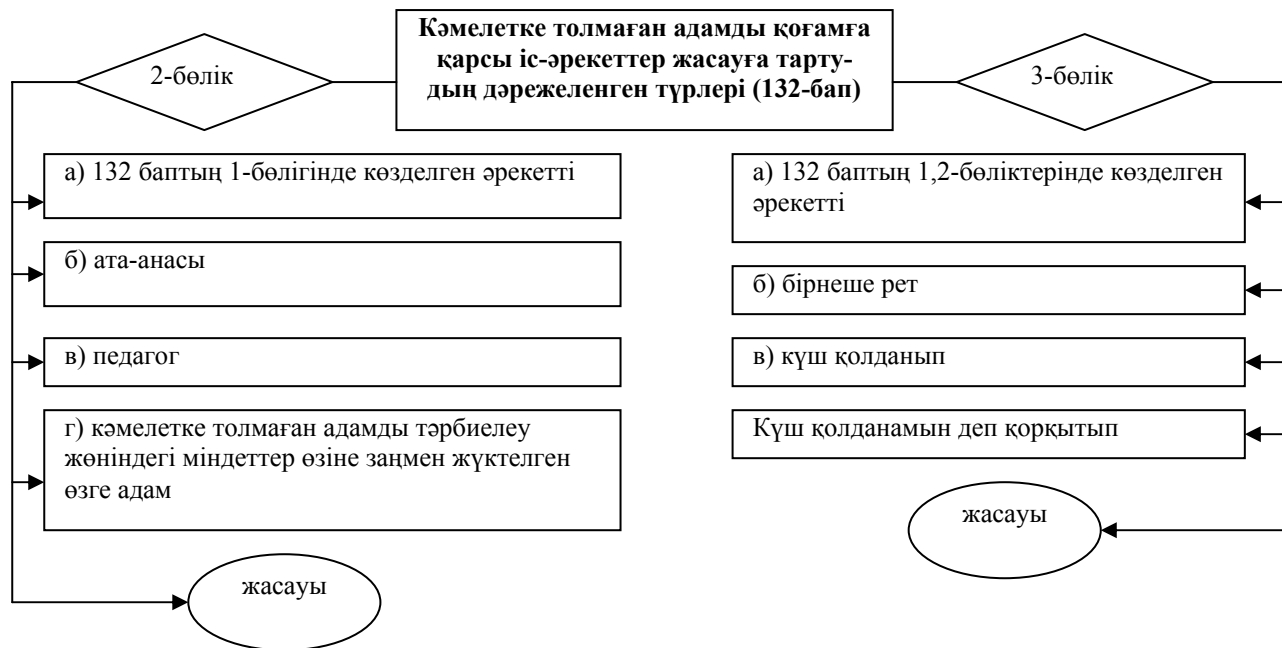 Кәмелетке толмаған адамды қоғамға
қарсы іс-әрекеттер жасауға тарту-
дың дәрежеленген түрлері (132-бап)
2-бөлік
а) 132 баптың 1-бөлігінде көзделген әрекетті
б) ата-анасы
в) педагог
г) кәмелетке толмаған адамды тәрбиелеу
жөніндегі міндеттер өзіне заңмен жүктелген
өзге адам
жасауы
3-бөлік
а) 132 баптың 1,2-бөліктерінде көзделген
әрекетті
б) бірнеше рет
в) күш қолданып
Күш қолданамын деп қорқытып
жасауы